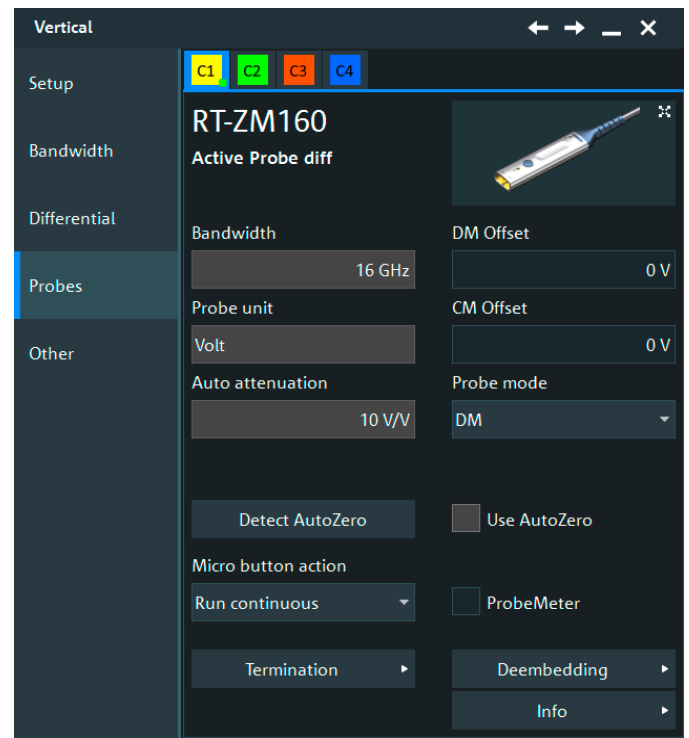 Vertical
Setup
Bandwidth
Differential
Probes
Other
C1 C2 C3 C4
RT-ZM160
Active Probe diff
Bandwidth
16 GHz
DM Offset
0 V
Probe unit
Volt
CM Offset
0 V
Auto attenuation
10 V/V
Probe mode
DM
Detect AutoZero
Use AutoZero
Micro button action
Run continuous
ProbeMeter
Termination
Deembedding
Info